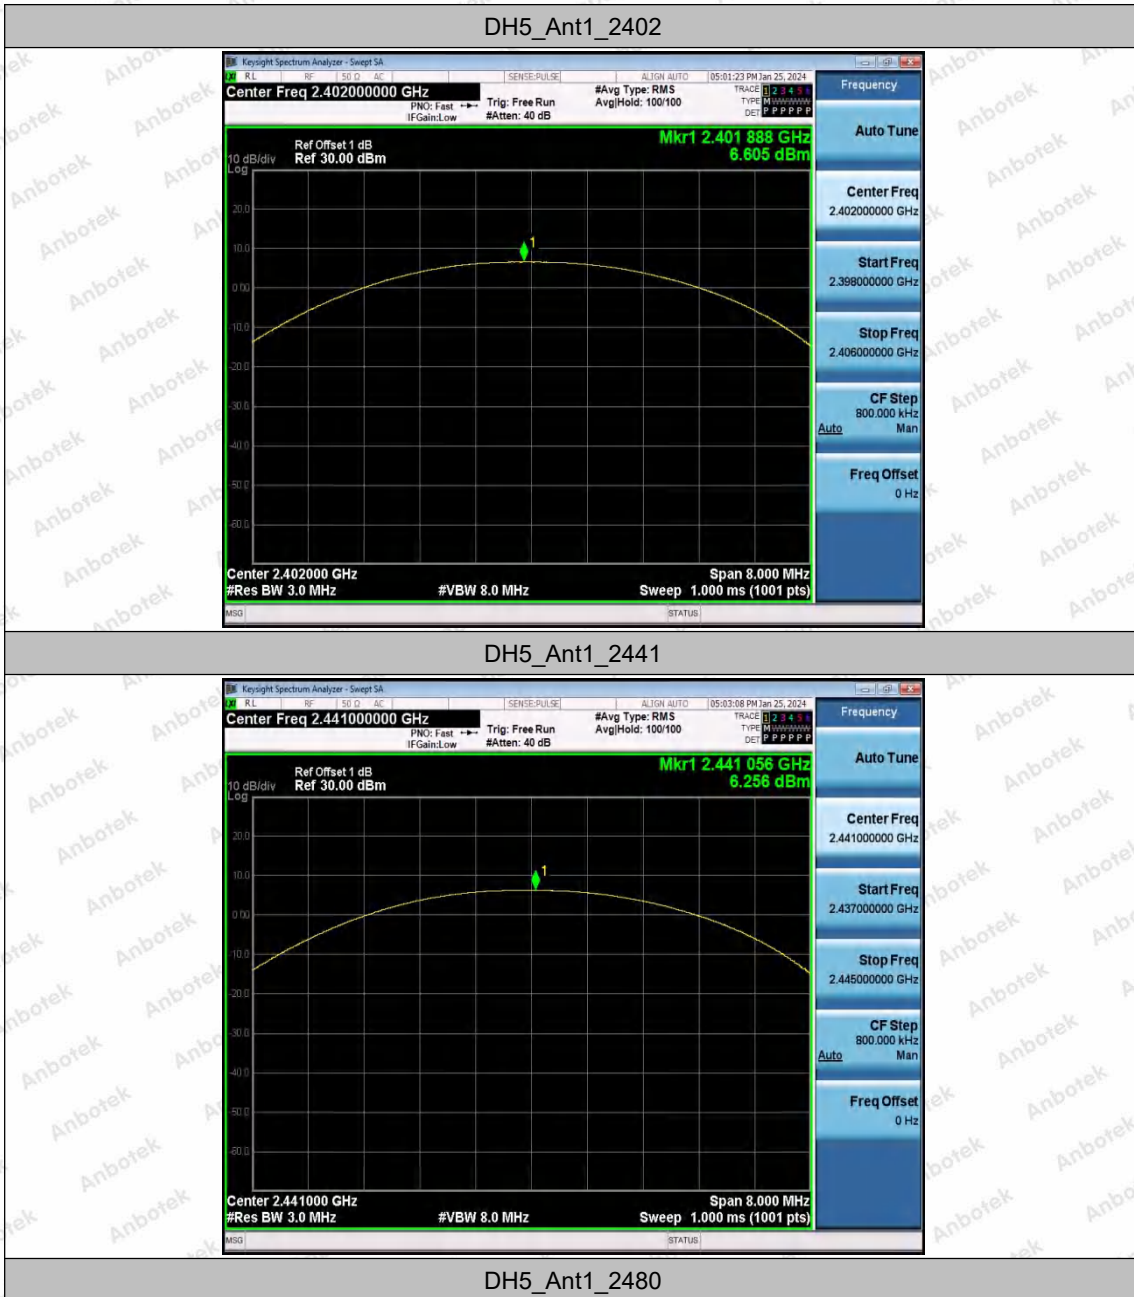 DH5_Ant1_2402
Keysight Spectrum Analyzer - Swept SA
RL RF 50 Ω AC SENSE:PULSE ALIGN AUTO 05:01:23 PM Jan 25, 2024
Center Freq 2.402000000 GHz
PNO: Fast
IFGain:Low
Trig: Free Run
#Atten: 40 dB
#Avg Type: RMS
Avg|Hold: 100/100
TRACE 1 2 3 4 5 6
TYPE M
DET P P P P P P
Frequency
Mkr1 2.401 888 GHz
6.605 dBm
Ref Offset 1 dB
10 dB/div Ref 30.00 dBm
Log
20.0
10.0
0.00
-10.0
-20.0
-30.0
-40.0
-50.0
-60.0
1
Center 2.402000 GHz Span 8.000 MHz
#Res BW 3.0 MHz #VBW 8.0 MHz Sweep 1.000 ms (1001 pts)
MSG STATUS
Auto Tune
Center Freq
2.402000000 GHz
Start Freq
2.398000000 GHz
Stop Freq
2.406000000 GHz
CF Step
800.000 kHz
Auto Man
Freq Offset
0 Hz
DH5_Ant1_2441
Keysight Spectrum Analyzer - Swept SA
RL RF 50 Ω AC SENSE:PULSE ALIGN AUTO 05:03:08 PM Jan 25, 2024
Center Freq 2.441000000 GHz
PNO: Fast
IFGain:Low
Trig: Free Run
#Atten: 40 dB
#Avg Type: RMS
Avg|Hold: 100/100
TRACE 1 2 3 4 5 6
TYPE M
DET P P P P P P
Frequency
Mkr1 2.441 056 GHz
6.256 dBm
Ref Offset 1 dB
10 dB/div Ref 30.00 dBm
Log
20.0
10.0
0.00
-10.0
-20.0
-30.0
-40.0
-50.0
-60.0
1
Center 2.441000 GHz Span 8.000 MHz
#Res BW 3.0 MHz #VBW 8.0 MHz Sweep 1.000 ms (1001 pts)
MSG STATUS
Auto Tune
Center Freq
2.441000000 GHz
Start Freq
2.437000000 GHz
Stop Freq
2.445000000 GHz
CF Step
800.000 kHz
Auto Man
Freq Offset
0 Hz
DH5_Ant1_2480
Anbotek